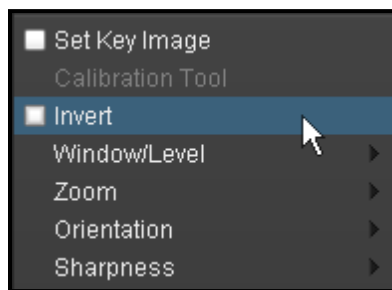 Set Key Image
Calibration Tool
Invert
Window/Level
Zoom
Orientation
Sharpness